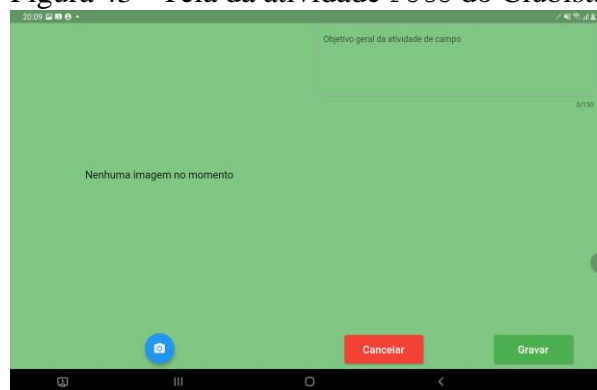 Figura 43 - Tela da atividade Foto do Clubista
20:09
Objetivo geral da atividade de campo
0/150
Nenhuma imagem no momento
Cancelar
Gravar